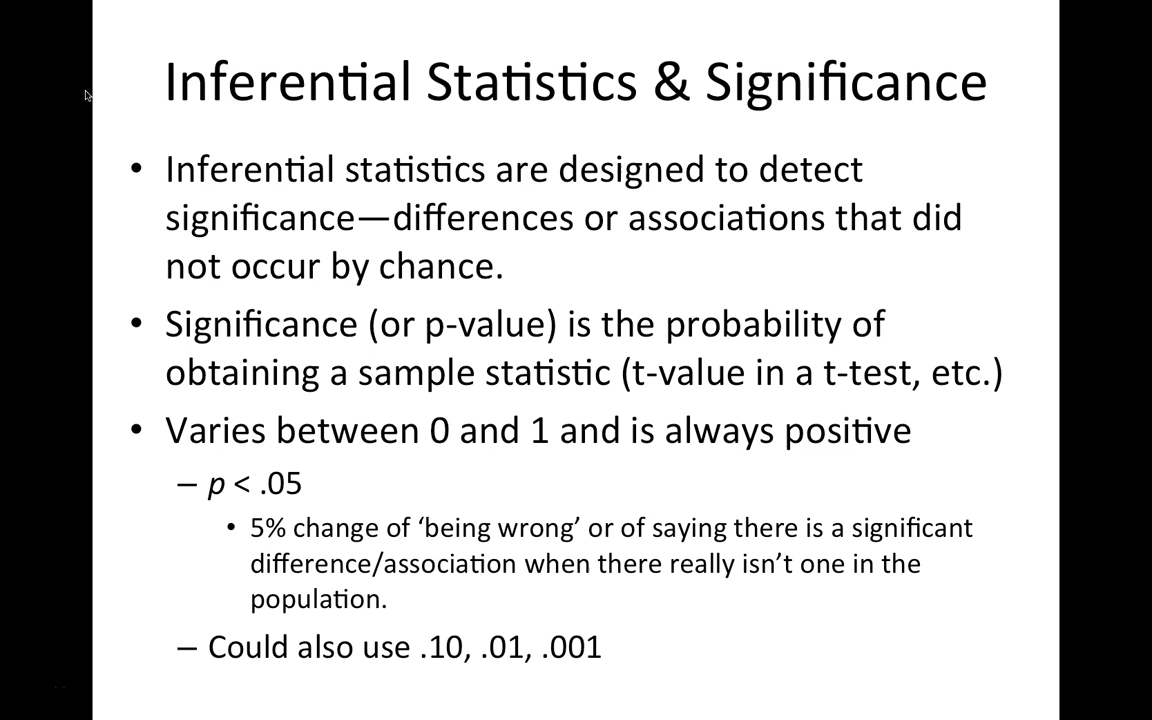 Inferential Statistics & Significance
• Inferential statistics are designed to detect
significance—differences or associations that did
not occur by chance.
• Significance (or p-value) is the probability of
obtaining a sample statistic (t-value in a t-test, etc.)
• Varies between 0 and 1 and is always positive
– p < .05
• 5% change of ‘being wrong’ or of saying there is a significant
difference/association when there really isn’t one in the
population.
– Could also use .10, .01, .001